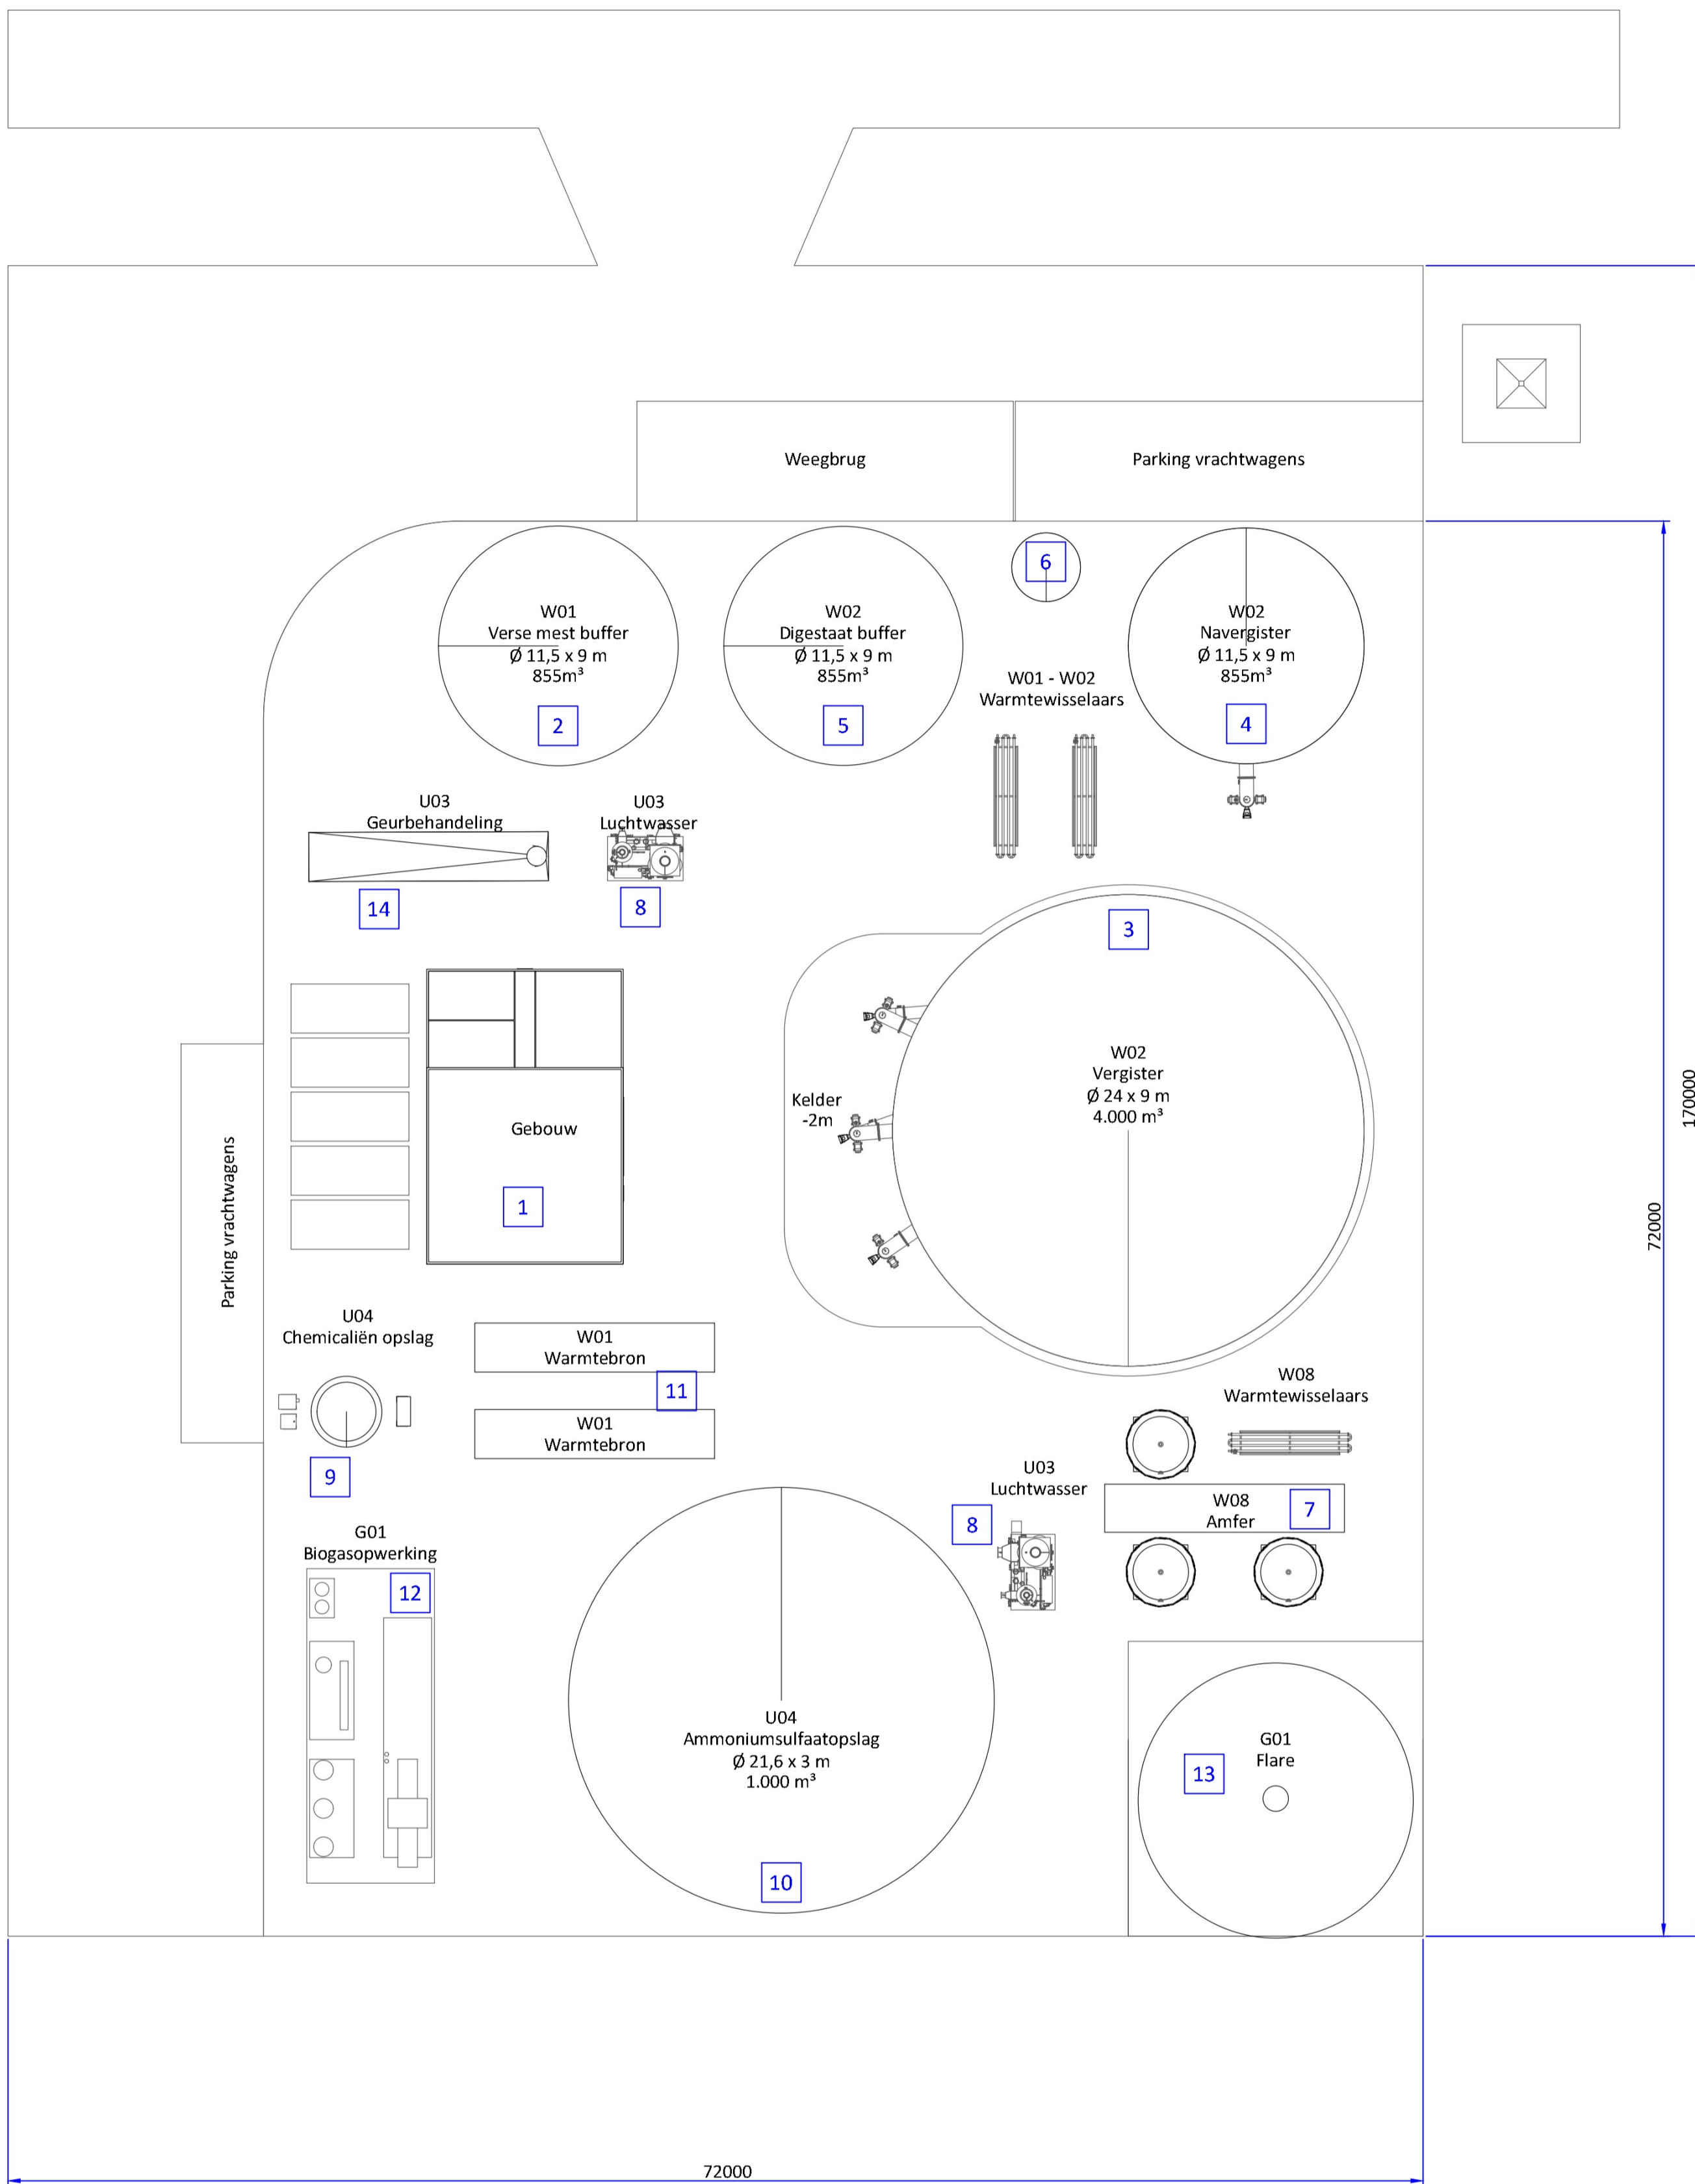 Weegbrug
Parking vrachtwagens
6
W01
Verse mest buffer
Ø 11,5 x 9 m
855m³
2
W02
Digestaat buffer
Ø 11,5 x 9 m
855m³
5
W02
Navergister
Ø 11,5 x 9 m
855m³
4
W01 - W02
Warmtewisselaars
U03
Geurbehandeling
14
U03
Luchtwasser
8
3
W02
Vergister
Ø 24 x 9 m
4.000 m³
Kelder
-2m
Gebouw
1
Parking vrachtwagens
170000
72000
U04
Chemicaliën opslag
9
W01
Warmtebron
11
W01
Warmtebron
W08
Warmtewisselaars
U03
Luchtwasser
8
W08
Amfer
7
G01
Biogasopwerking
12
U04
Ammoniumsulfaatopslag
Ø 21,6 x 3 m
1.000 m³
10
G01
Flare
13
72000